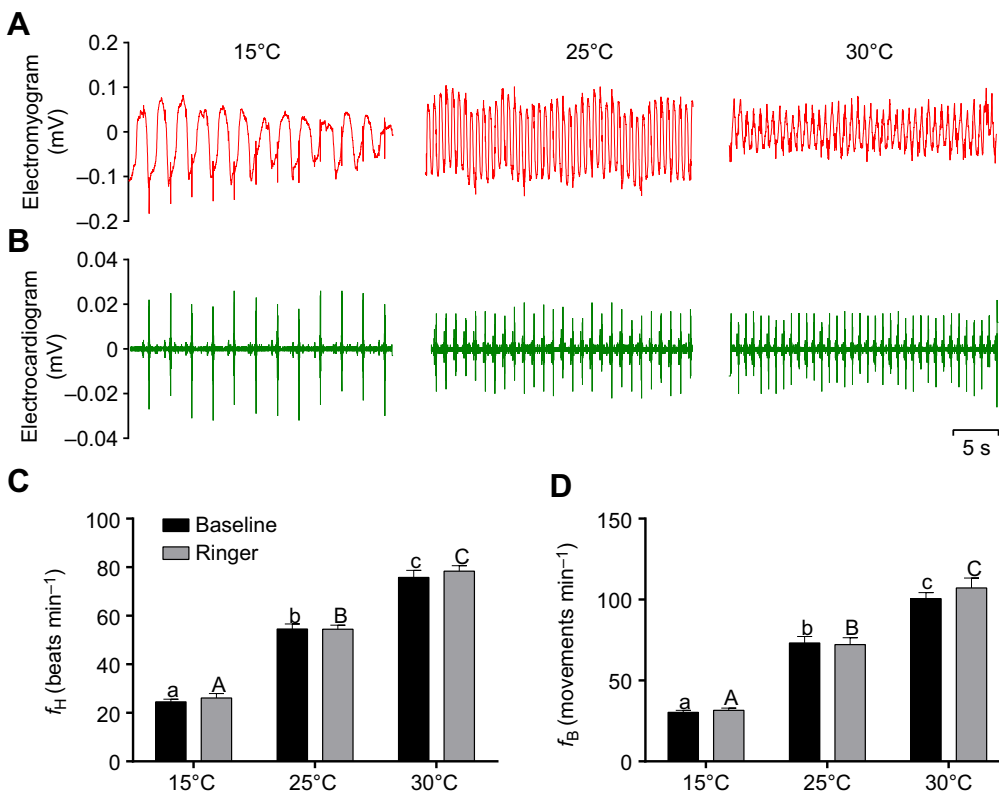 A
Electromyogram
(mV)
0.2
0.1
0
–0.1
–0.2
15°C
25°C
30°C
B
Electrocardiogram
(mV)
0.04
0.02
0
–0.02
–0.04
5 s
C
fH (beats min–1)
100
80
60
40
20
0
Baseline
Ringer
a
A
b
B
c
C
15°C
25°C
30°C
D
fB (movements min–1)
150
100
50
0
a
A
b
B
c
C
15°C
25°C
30°C